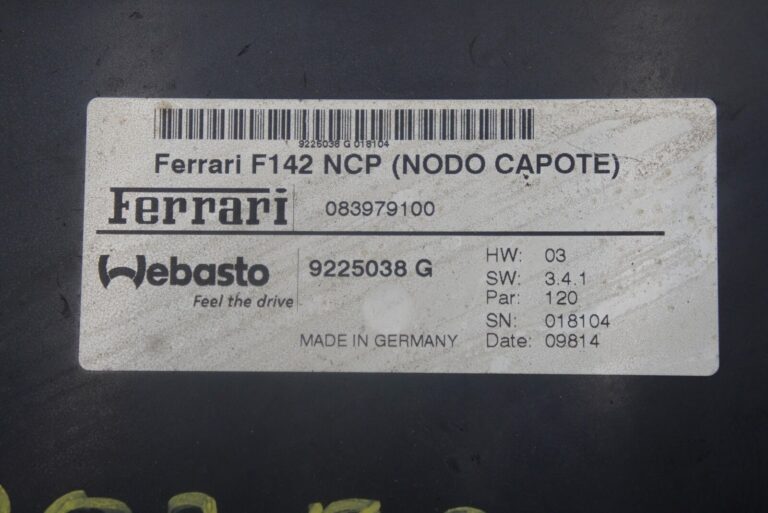 9225038 G 018104
Ferrari F142 NCP (NODO CAPOTE)
Ferrari
083979100
Webasto
Feel the drive
9225038 G
MADE IN GERMANY
HW: 03
SW: 3.4.1
Par: 120
SN: 018104
Date: 09814